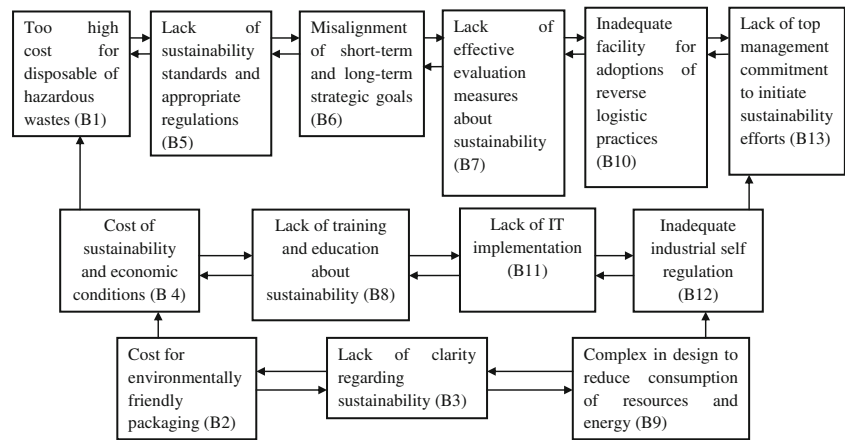 Too high
cost for
disposable of
hazardous
wastes (B1)
Lack of
sustainability
standards and
appropriate
regulations
(B5)
Misalignment
of short-term
and long-term
strategic goals
(B6)
Lack of
effective
evaluation
measures
about
sustainability
(B7)
Inadequate
facility for
adoptions of
reverse
logistic
practices
(B10)
Lack of top
management
commitment
to initiate
sustainability
efforts (B13)
Cost of
sustainability
and economic
conditions (B 4)
Lack of training
and education
about
sustainability (B8)
Lack of IT
implementation
(B11)
Inadequate
industrial self
regulation
(B12)
Cost for
environmentally
friendly
packaging (B2)
Lack of clarity
regarding
sustainability (B3)
Complex in design to
reduce consumption
of resources and
energy (B9)